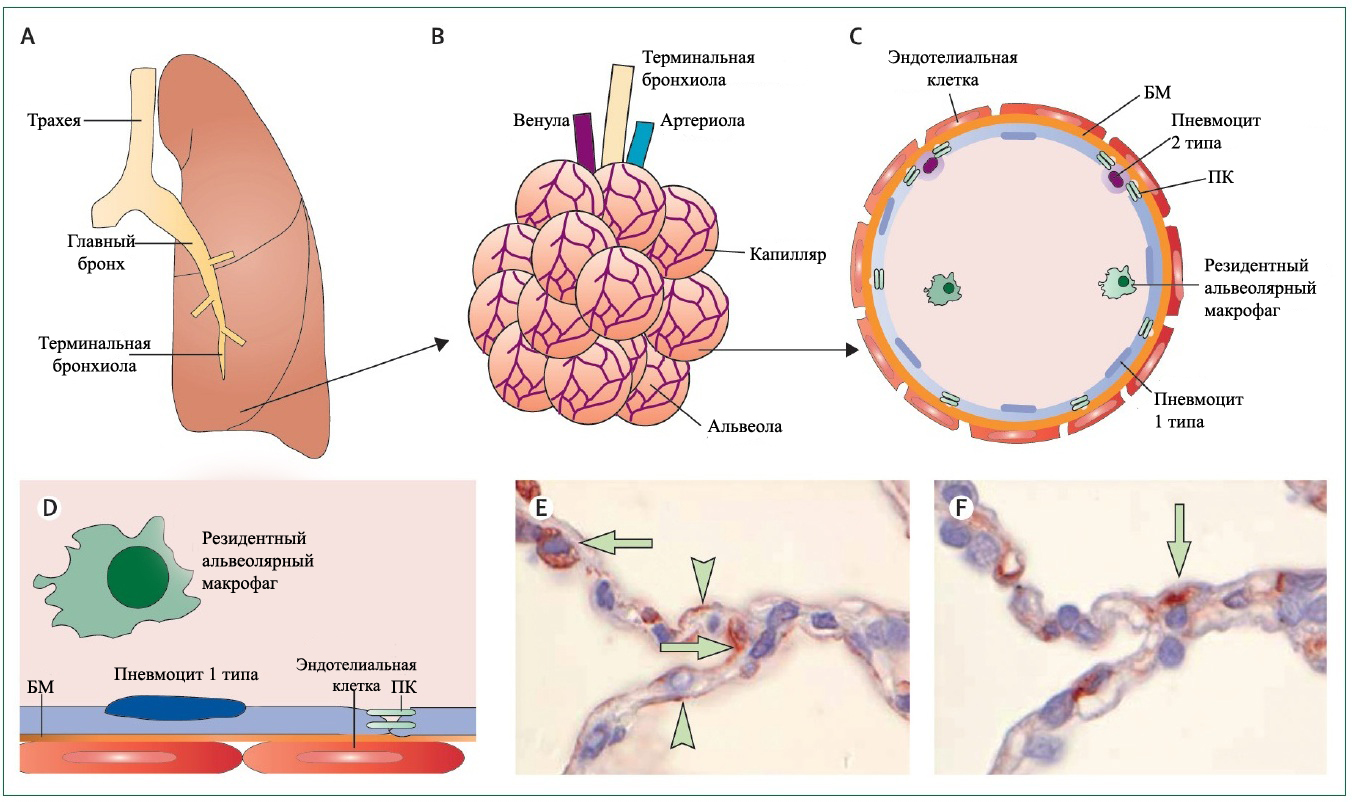 A
Трахея
Главный
бронх
Терминальная
бронхиола
B
Терминальная
бронхиола
Венула
Артериола
Капилляр
Альвеола
C
Эндотелиальная
клетка
БМ
Пневмоцит
2 типа
ПК
Резидентный
альвеолярный
макрофаг
Пневмоцит
1 типа
D
Резидентный
альвеолярный
макрофаг
Пневмоцит 1 типа
Эндотелиальная
клетка
ПК
БМ
E
F